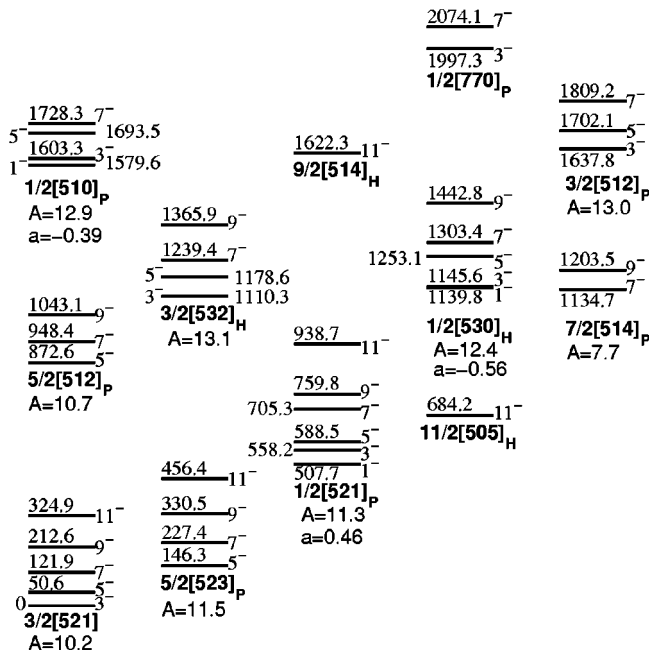 2074.1 7⁻
1997.3 3⁻
1/2[770]P
1728.3 7⁻
5⁻ 1693.5
1603.3 3⁻
1⁻ 1579.6
1/2[510]P
A=12.9
a=−0.39
1809.2 7⁻
1702.1 5⁻
1637.8 3⁻
3/2[512]P
A=13.0
1622.3 11⁻
9/2[514]H
1365.9 9⁻
1239.4 7⁻
5⁻ 1178.6
3⁻ 1110.3
3/2[532]H
A=13.1
1442.8 9⁻
1303.4 7⁻
1253.1 5⁻
1145.6 3⁻
1139.8 1⁻
1/2[530]H
A=12.4
a=−0.56
1203.5 9⁻
1134.7 7⁻
7/2[514]P
A=7.7
1043.1 9⁻
948.4 7⁻
872.6 5⁻
5/2[512]P
A=10.7
938.7 11⁻
759.8 9⁻
705.3 7⁻
588.5 5⁻
558.2 3⁻
507.7 1⁻
1/2[521]P
A=11.3
a=0.46
684.2 11⁻
11/2[505]H
456.4 11⁻
330.5 9⁻
227.4 7⁻
146.3 5⁻
5/2[523]P
A=11.5
324.9 11⁻
212.6 9⁻
121.9 7⁻
50.6 5⁻
0 3⁻
3/2[521]
A=10.2